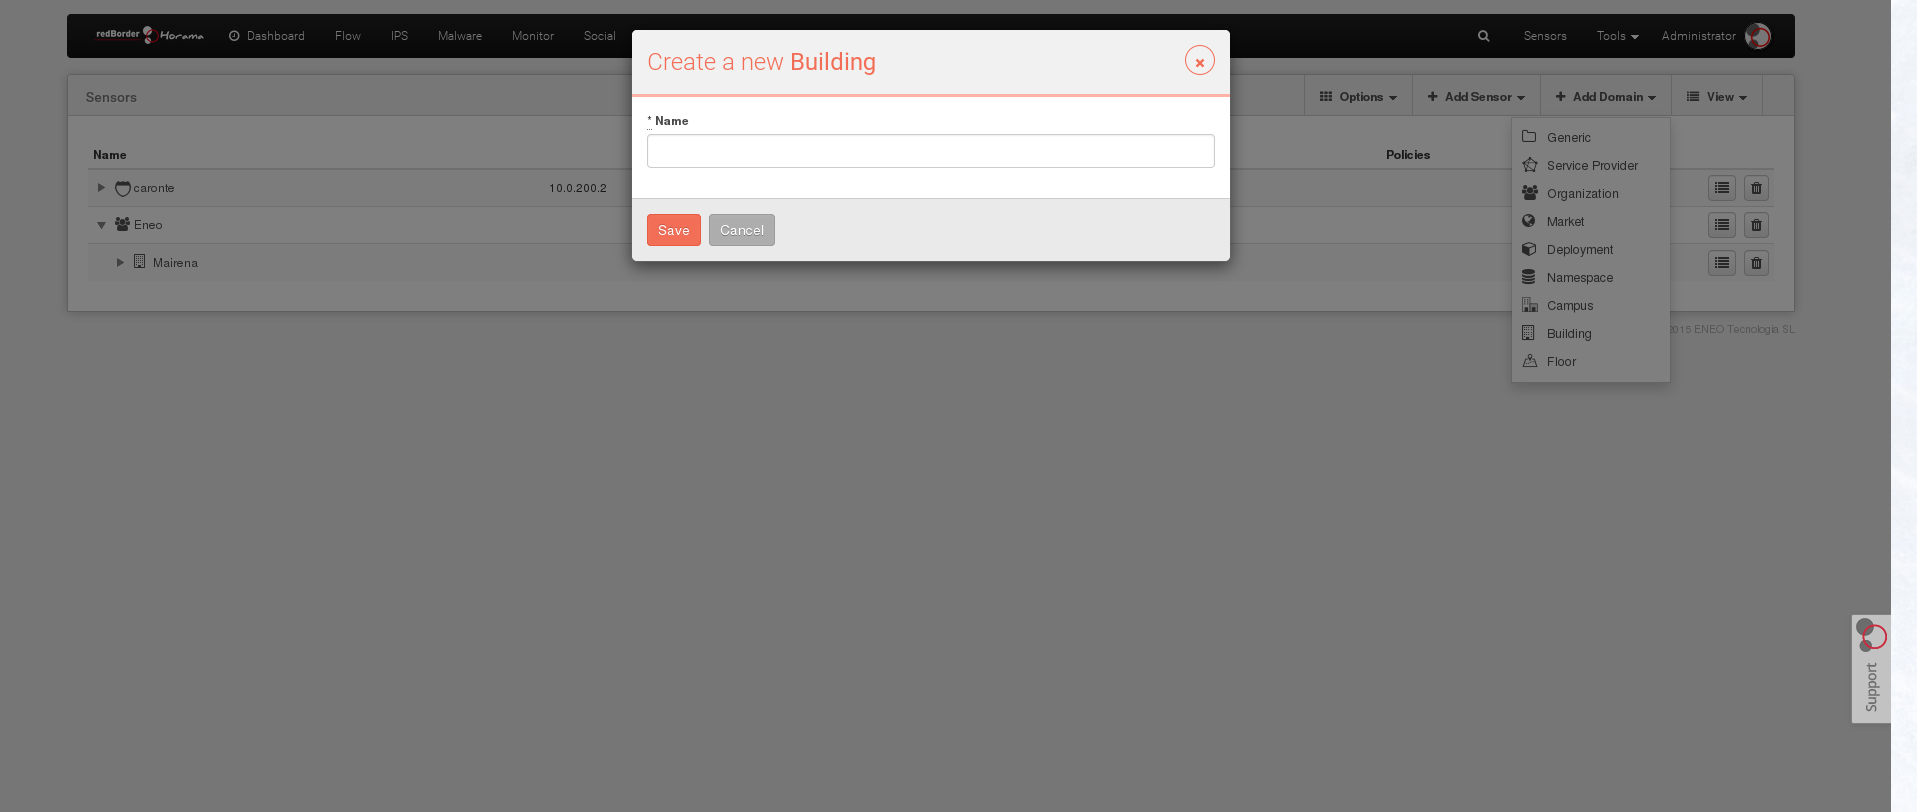 redBorder Horama Dashboard Flow IPS Malware Monitor Social Sensors Tools Administrator
Create a new Building
Sensors Options Add Sensor Add Domain View
* Name
Name Policies
caronte 10.0.200.2
Eneo
Mairena
Save Cancel
Generic
Service Provider
Organization
Market
Deployment
Namespace
Campus
Building
Floor
2015 ENEO Tecnología SL
Support